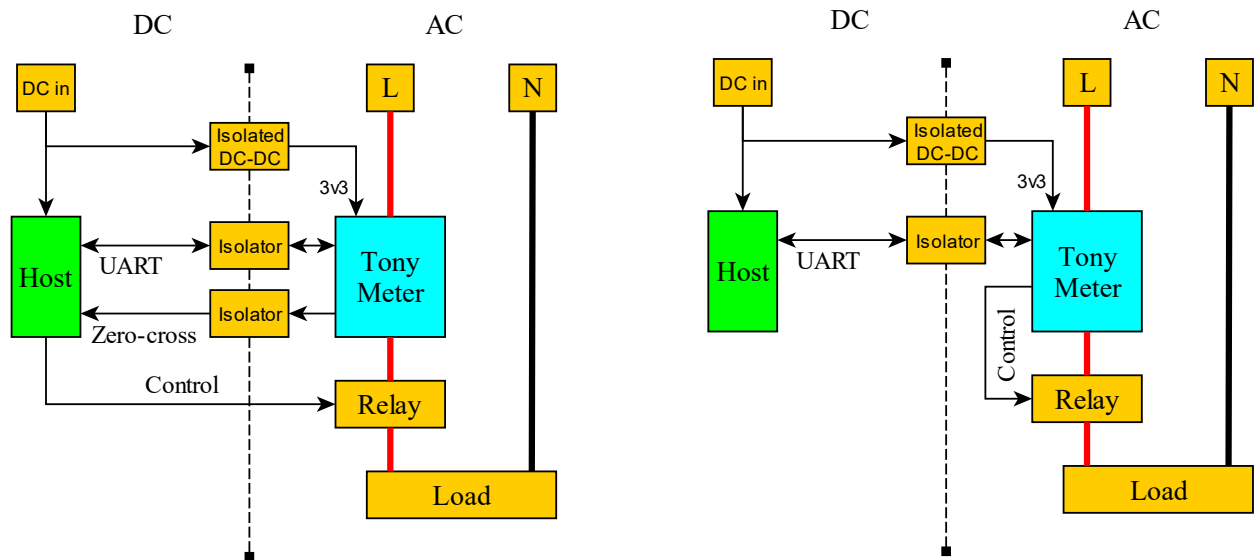 DC
AC
DC in
L
N
Isolated
DC-DC
3v3
Host
UART
Isolator
Tony
Meter
Zero-cross
Isolator
Control
Relay
Load
DC
AC
DC in
L
N
Isolated
DC-DC
3v3
Host
UART
Isolator
Tony
Meter
Control
Relay
Load